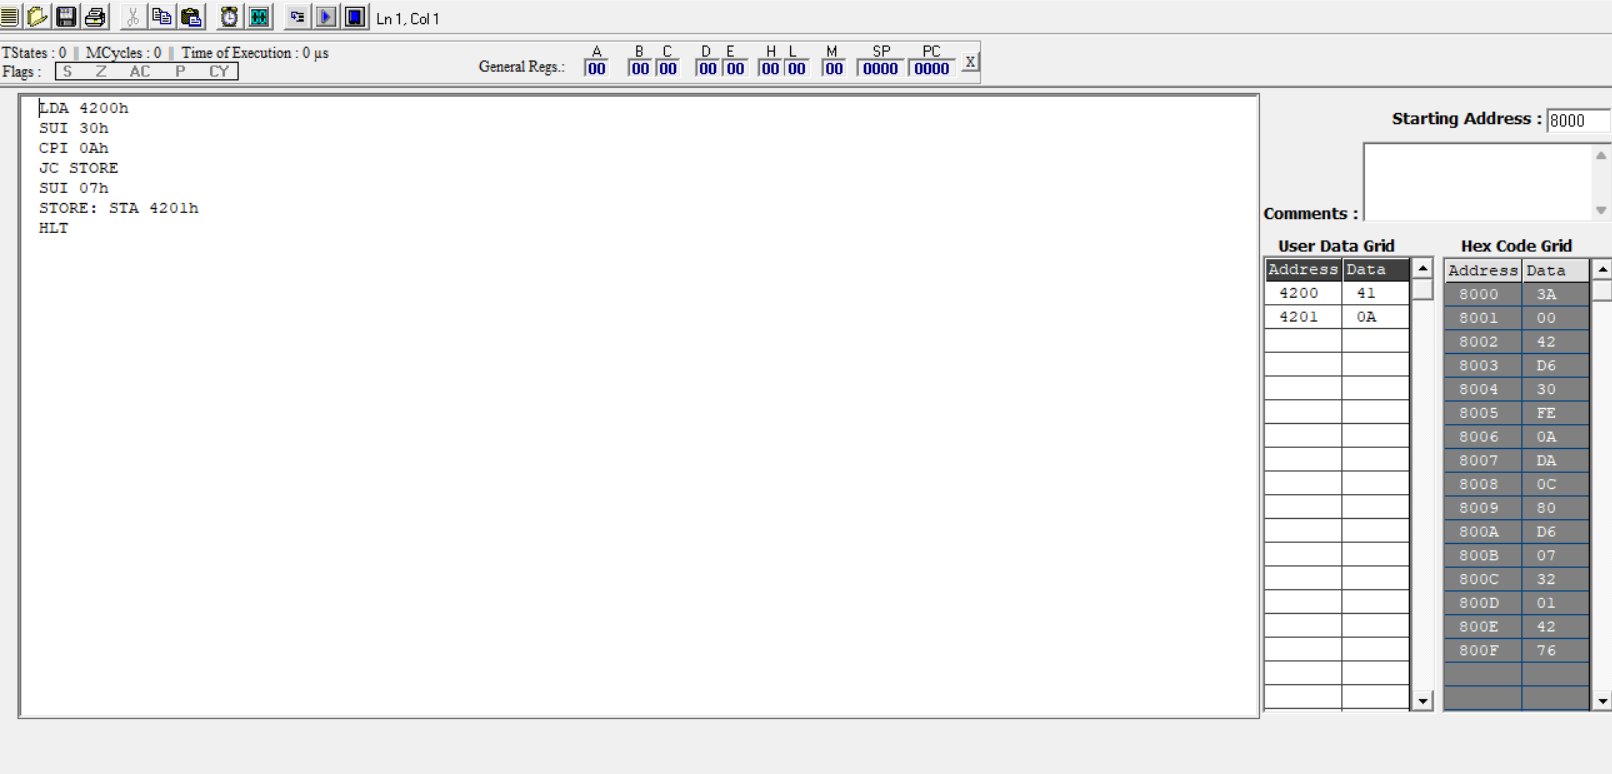 Ln 1, Col 1
TStates : 0 || MCycles : 0 || Time of Execution : 0 μs
Flags : S Z AC P CY
General Regs.: A B C D E H L M SP PC X
00 00 00 00 00 00 00 00 0000 0000
LDA 4200h
SUI 30h
CPI 0Ah
JC STORE
SUI 07h
STORE: STA 4201h
HLT
Starting Address : 8000
Comments :
User Data Grid
Address Data
4200 41
4201 0A
Hex Code Grid
Address Data
8000 3A
8001 00
8002 42
8003 D6
8004 30
8005 FE
8006 0A
8007 DA
8008 0C
8009 80
800A D6
800B 07
800C 32
800D 01
800E 42
800F 76